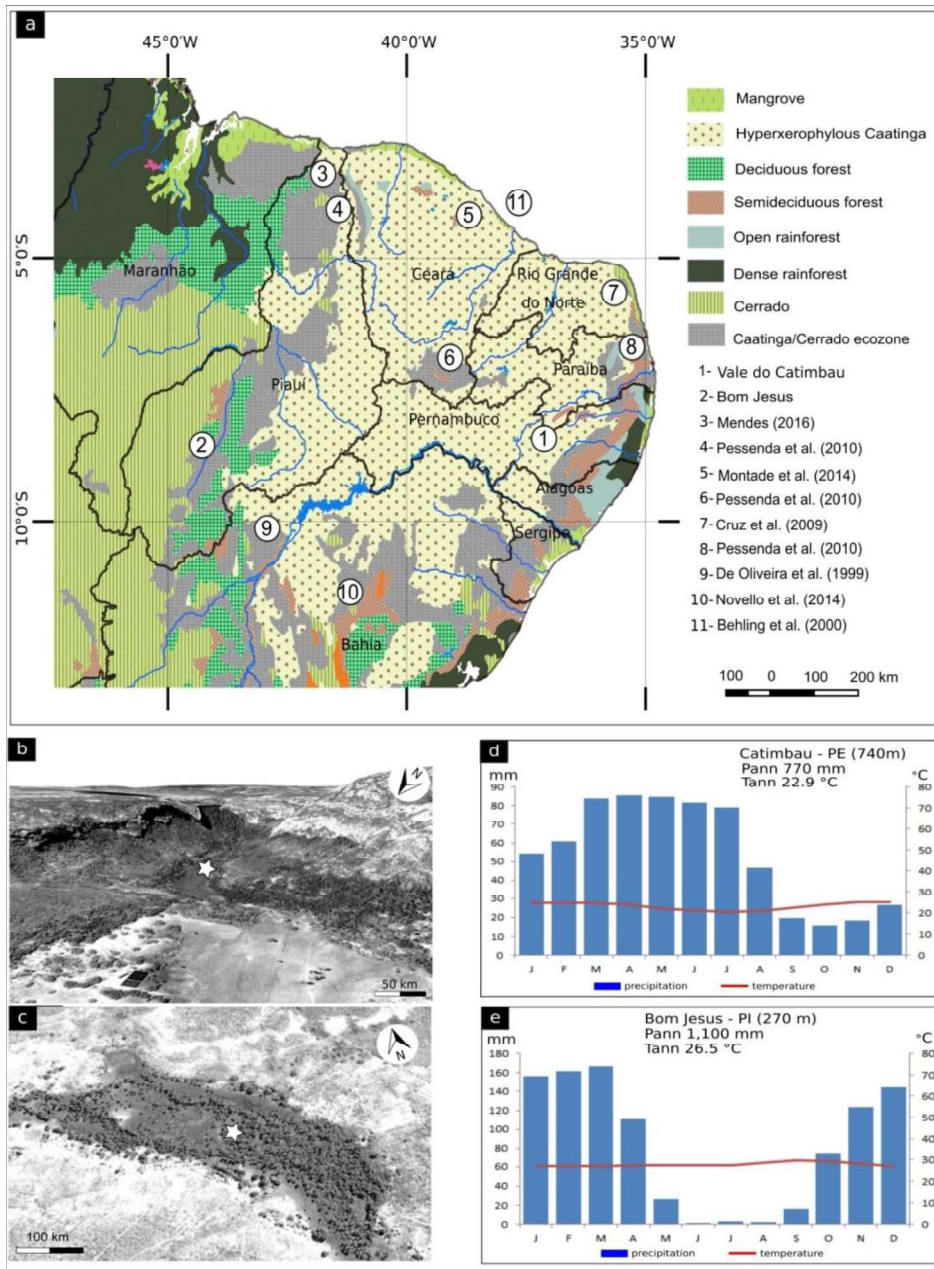 a
45°0'W 40°0'W 35°0'W
5°0'S
10°0'S
Maranhão
Ceará
Rio Grande
do Norte
Piauí
Paraíba
Pernambuco
Alagoas
Sergipe
Bahia
3
4
5
11
7
8
6
1
2
9
10
Mangrove
Hyperxerophylous Caatinga
Deciduous forest
Semideciduous forest
Open rainforest
Dense rainforest
Cerrado
Caatinga/Cerrado ecozone
1- Vale do Catimbau
2- Bom Jesus
3- Mendes (2016)
4- Pessenda et al. (2010)
5- Montade et al. (2014)
6- Pessenda et al. (2010)
7- Cruz et al. (2009)
8- Pessenda et al. (2010)
9- De Oliveira et al. (1999)
10- Novello et al. (2014)
11- Behling et al. (2000)
100 0 100 200 km
b
N
50 km
c
N
100 km
d
Catimbau - PE (740m)
Pann 770 mm
Tann 22.9 °C
mm °C
90 80
80 70
70 60
60 50
50 40
40 30
30 20
20 10
10 0
0
J F M A M J J A S O N D
precipitation temperature
e
Bom Jesus - PI (270 m)
Pann 1,100 mm
Tann 26.5 °C
mm °C
180 80
160 70
140 60
120 50
100 40
80 30
60 20
40 10
20 0
0
J F M A M J J A S O N D
precipitation temperature